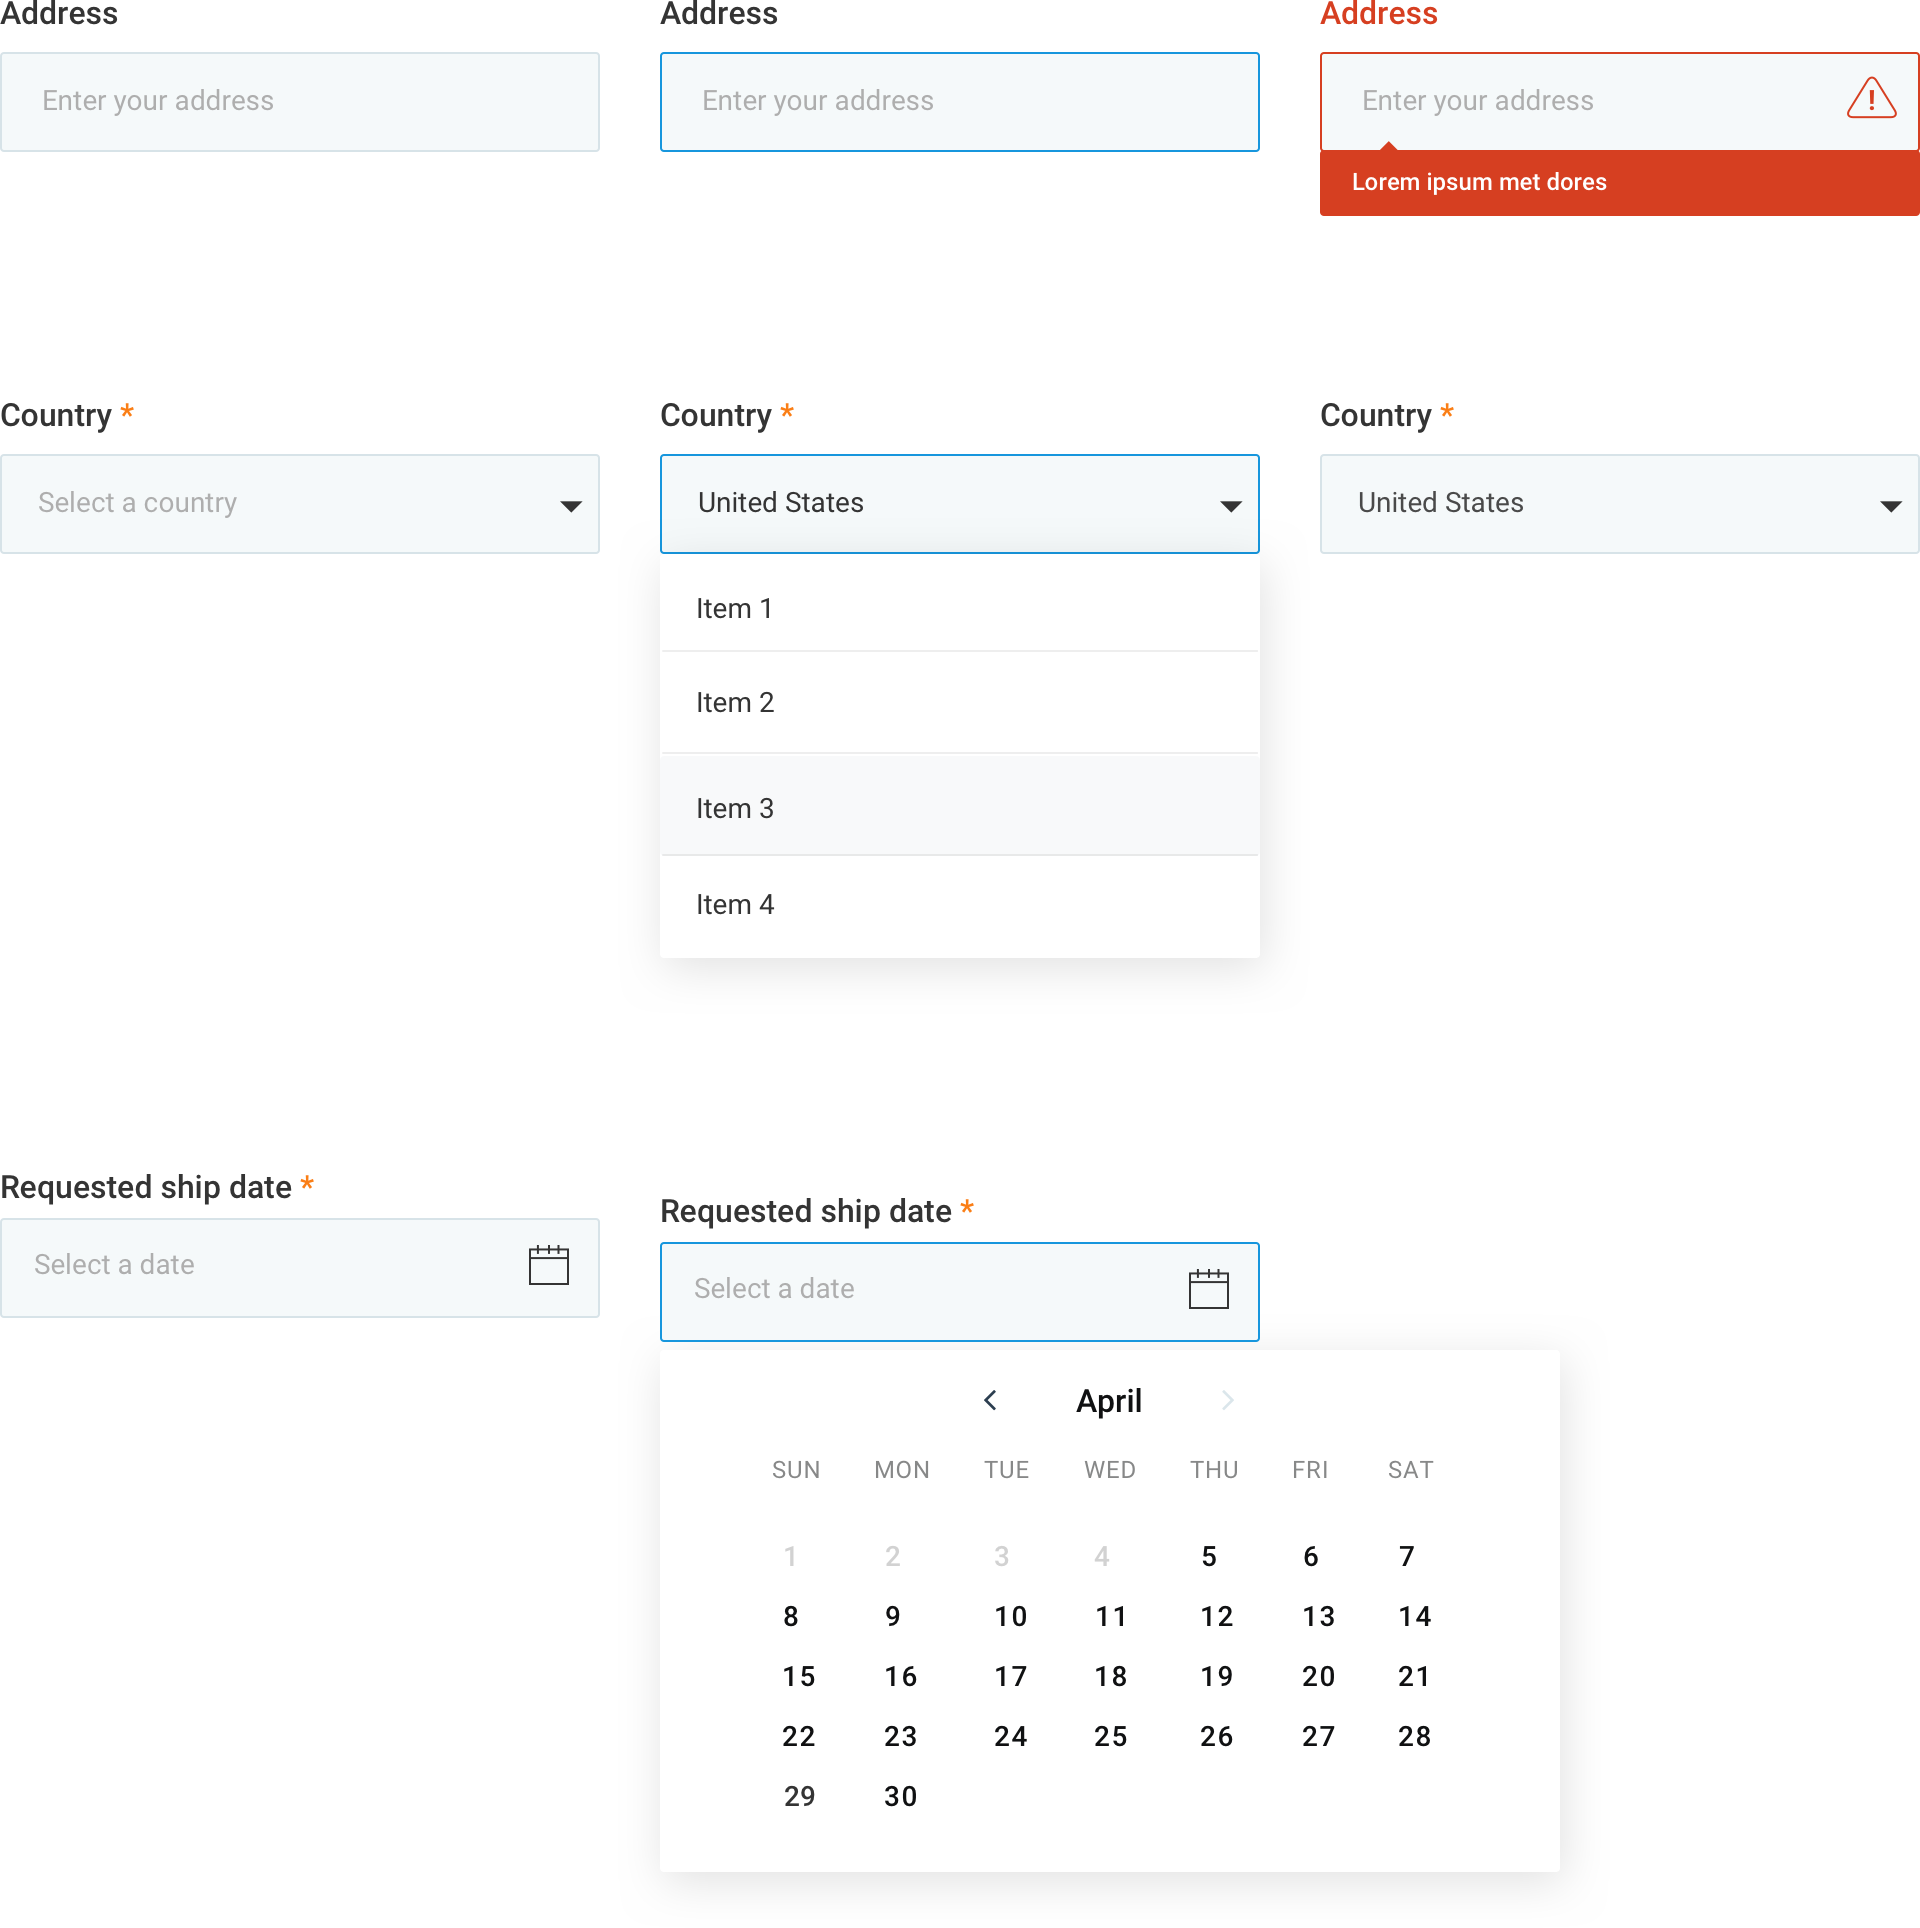 Address
Enter your address
Address
Enter your address
Address
Enter your address
!
Lorem ipsum met dores
Country *
Select a country
Country *
United States
Item 1
Item 2
Item 3
Item 4
Country *
United States
Requested ship date *
Select a date
Requested ship date *
Select a date
April
SUN MON TUE WED THU FRI SAT
1 2 3 4 5 6 7
8 9 10 11 12 13 14
15 16 17 18 19 20 21
22 23 24 25 26 27 28
29 30